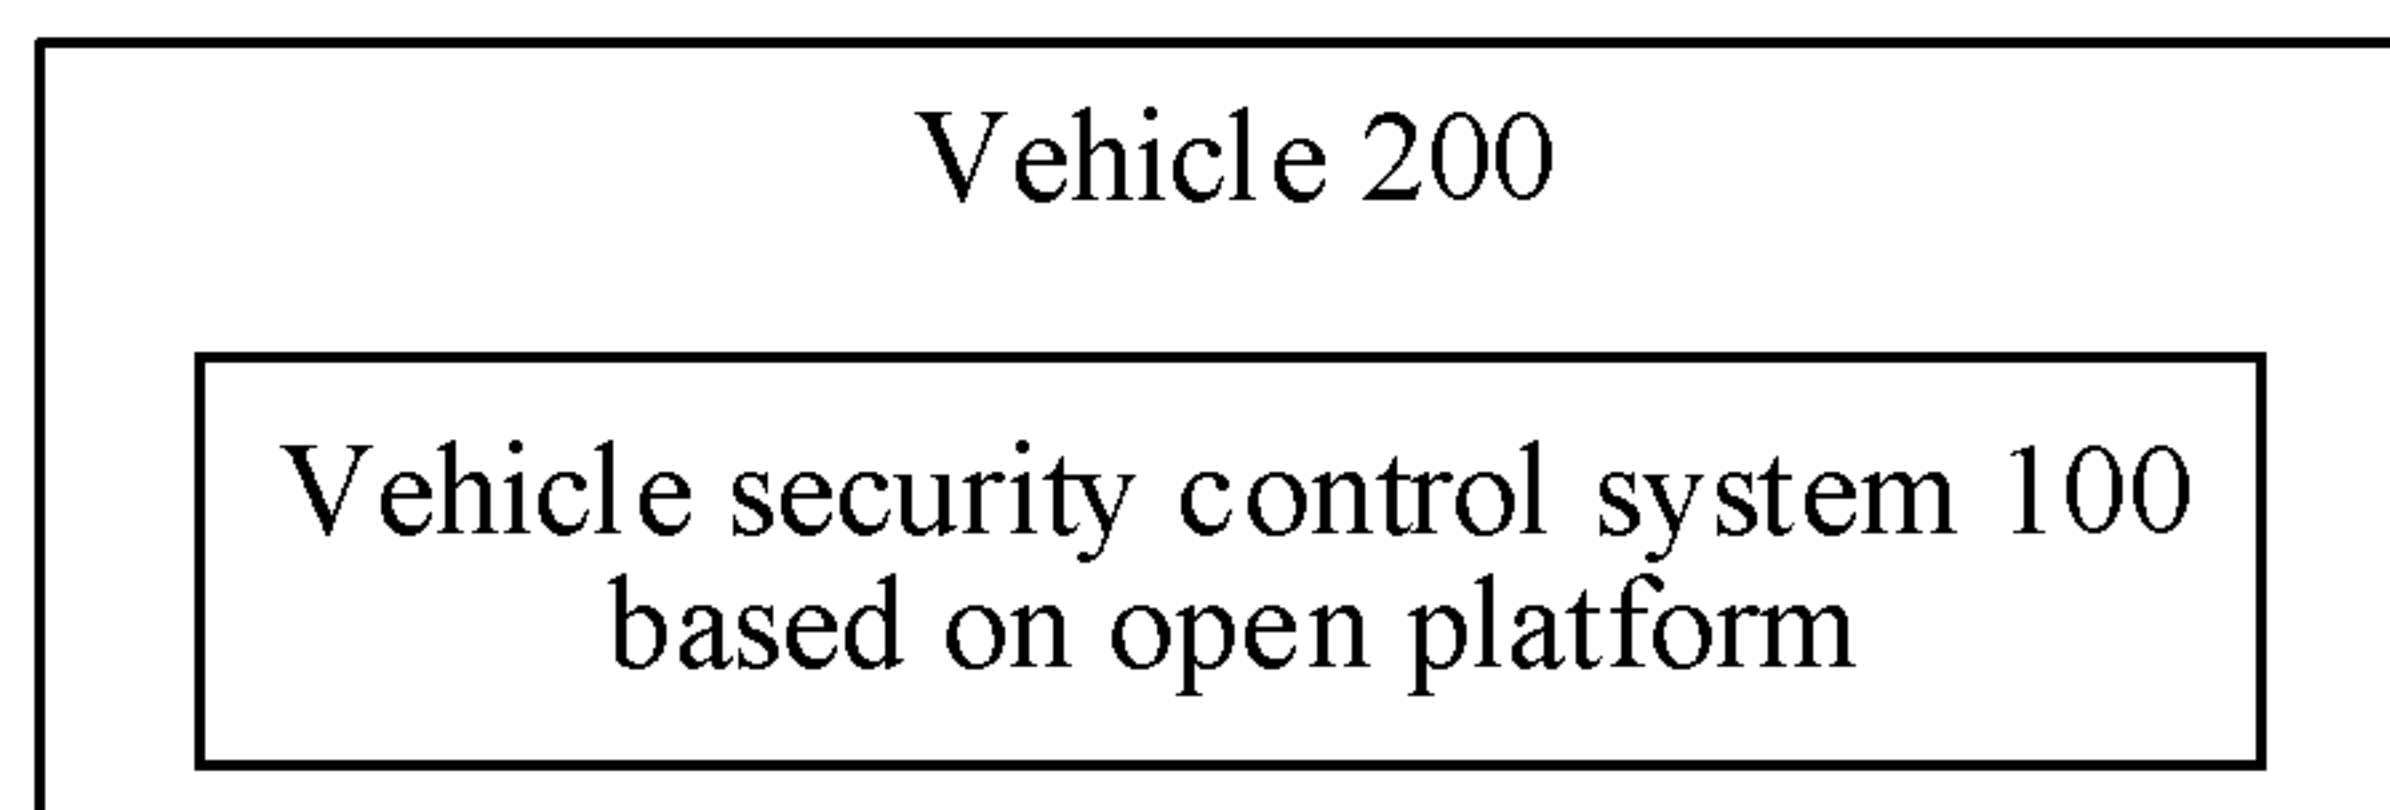 Vehicle 200
Vehicle security control system 100
based on open platform